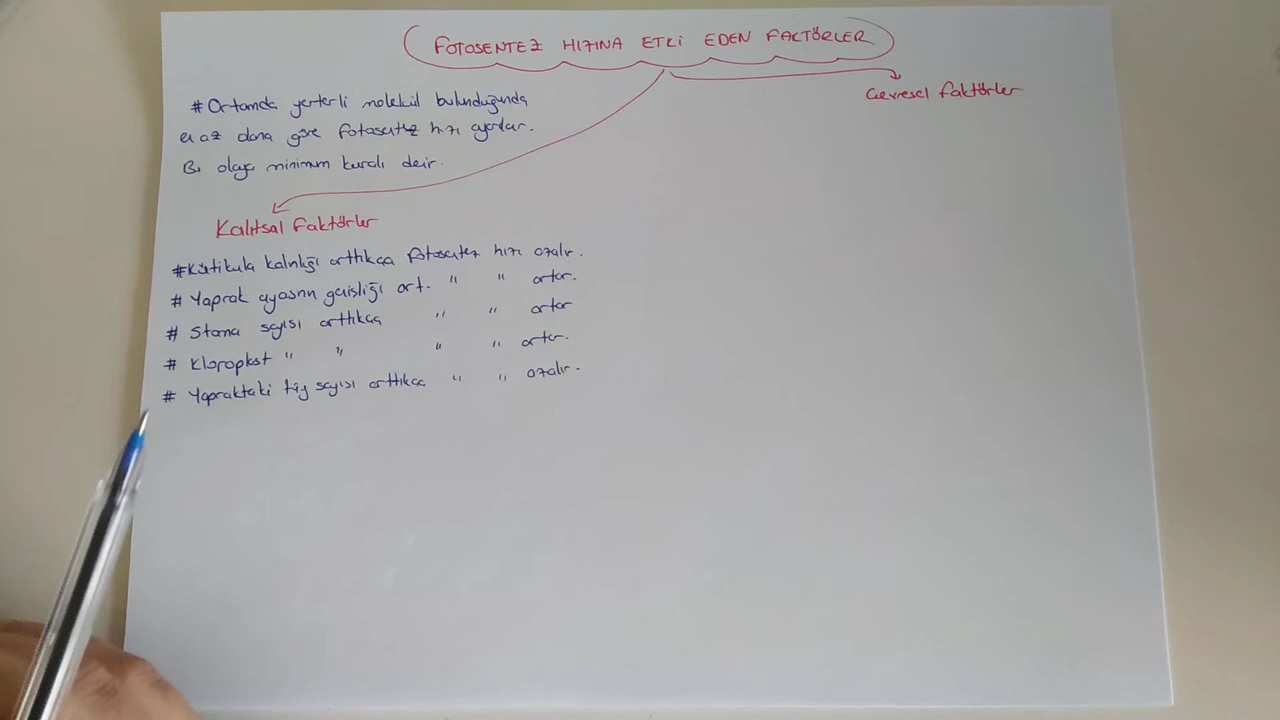 FOTOSENTEZ HIZINA ETKİ EDEN FAKTÖRLER
Çevresel Faktörler
# Ortamda yeterli molekül bulunduğunda
en az olana göre fotosentez hızı ayarlar.
Bu olaya minimum kuralı denir.
Kalıtsal Faktörler
# Kütikula kalınlığı arttıkça fotosentez hızı azalır.
# Yaprak ayasının genişliği art. " " artar.
# Stoma sayısı arttıkça " " artar
# Kloroplast " " " " artar.
# Yapraktaki tüy sayısı arttıkça " " azalır.